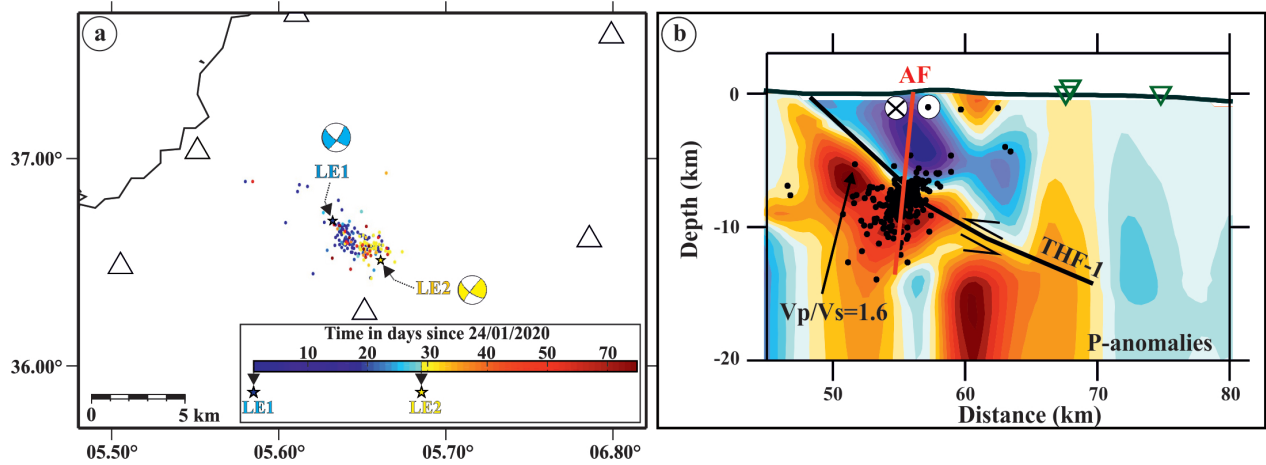 a
37.00°
36.00°
LE1
LE2
Time in days since 24/01/2020
10 20 30 40 50 70
LE1 LE2
0 5 km
05.50° 05.60° 05.70° 06.80°
b
AF
0
-10
-20
Depth (km)
THF-1
Vp/Vs=1.6
P-anomalies
50 60 70 80
Distance (km)